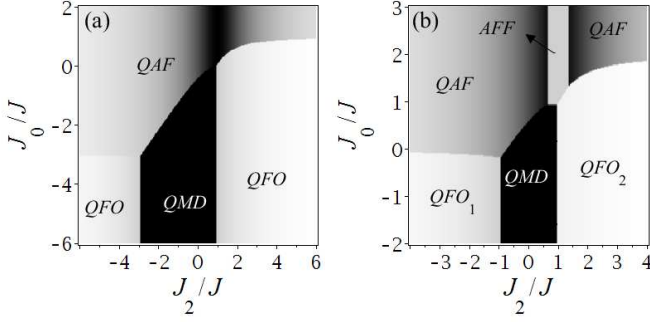 (a)
2
0
-2
-4
-6
J₀/J
QAF
QFO
QMD
QFO
-4 -2 0 2 4 6
J₂/J
(b)
3
2
1
0
-1
-2
J₀/J
AFF
QAF
QAF
QFO₁
QMD
QFO₂
-4 -3 -2 -1 0 1 2 3 4
J₂/J